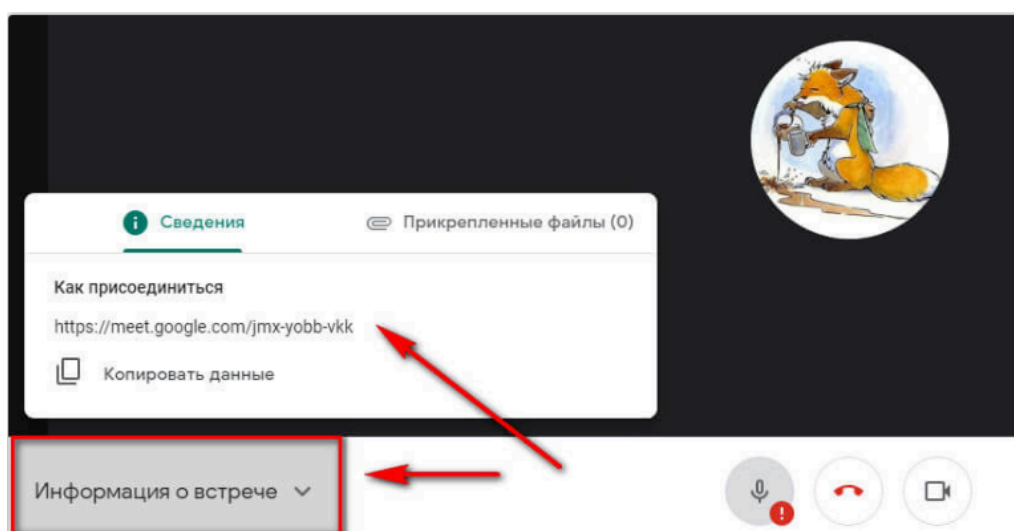 Сведения
Прикрепленные файлы (0)
Как присоединиться
https://meet.google.com/jmx-yobb-vkk
Копировать данные
Информация о встрече